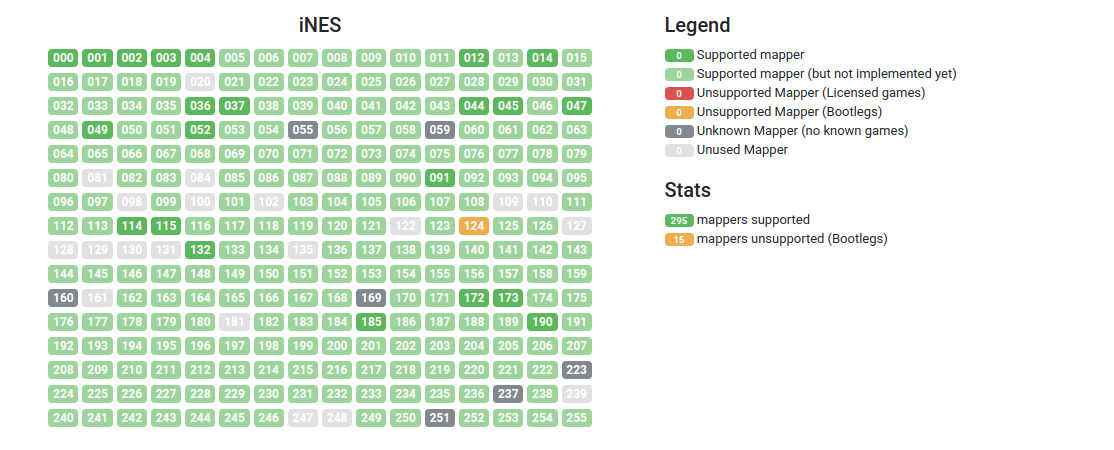 iNES
000 001 002 003 004 005 006 007 008 009 010 011 012 013 014 015
016 017 018 019 020 021 022 023 024 025 026 027 028 029 030 031
032 033 034 035 036 037 038 039 040 041 042 043 044 045 046 047
048 049 050 051 052 053 054 055 056 057 058 059 060 061 062 063
064 065 066 067 068 069 070 071 072 073 074 075 076 077 078 079
080 081 082 083 084 085 086 087 088 089 090 091 092 093 094 095
096 097 098 099 100 101 102 103 104 105 106 107 108 109 110 111
112 113 114 115 116 117 118 119 120 121 122 123 124 125 126 127
128 129 130 131 132 133 134 135 136 137 138 139 140 141 142 143
144 145 146 147 148 149 150 151 152 153 154 155 156 157 158 159
160 161 162 163 164 165 166 167 168 169 170 171 172 173 174 175
176 177 178 179 180 181 182 183 184 185 186 187 188 189 190 191
192 193 194 195 196 197 198 199 200 201 202 203 204 205 206 207
208 209 210 211 212 213 214 215 216 217 218 219 220 221 222 223
224 225 226 227 228 229 230 231 232 233 234 235 236 237 238 239
240 241 242 243 244 245 246 247 248 249 250 251 252 253 254 255
Legend
0 Supported mapper
0 Supported mapper (but not implemented yet)
0 Unsupported Mapper (Licensed games)
0 Unsupported Mapper (Bootlegs)
0 Unknown Mapper (no known games)
0 Unused Mapper
Stats
295 mappers supported
15 mappers unsupported (Bootlegs)